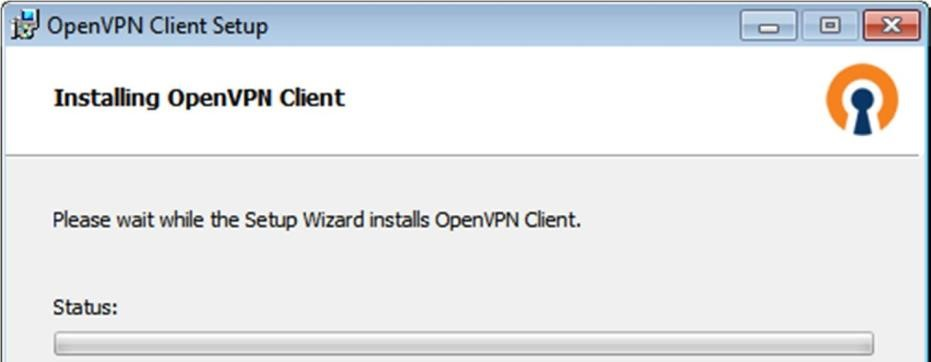 OpenVPN Client Setup
Installing OpenVPN Client
Please wait while the Setup Wizard installs OpenVPN Client.
Status: